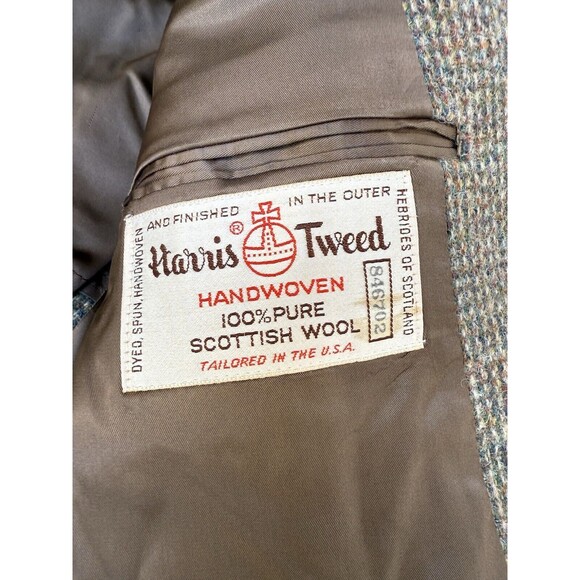 DYED, SPUN, HANDWOVEN
AND FINISHED
IN THE OUTER
HEBRIDES OF SCOTLAND
Harris® Tweed
HANDWOVEN
100% PURE
SCOTTISH WOOL
TAILORED IN THE U.S.A.
846702